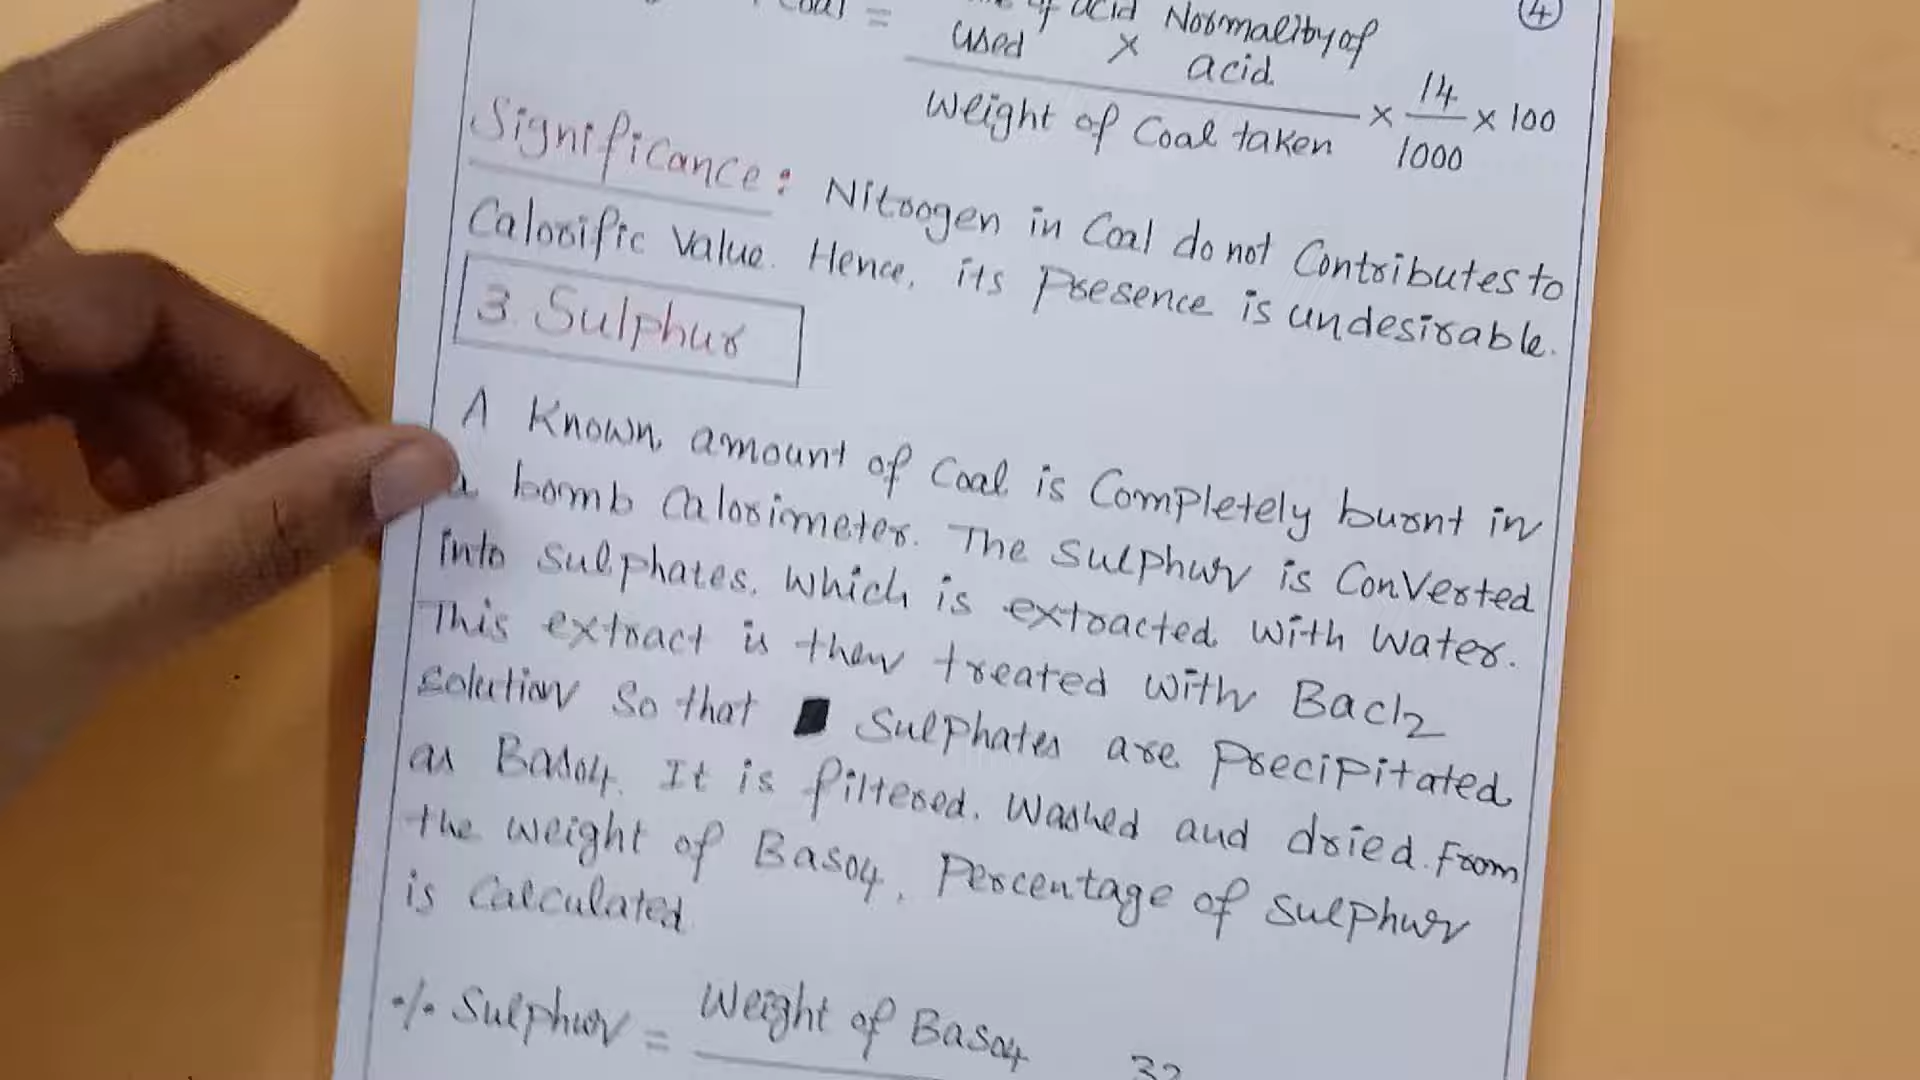 ④
Coal = of acid Normality of
used × acid
Weight of Coal taken × 14/1000 × 100
Significance: Nitrogen in Coal do not Contributes to
Calorific Value. Hence, its Presence is undesirable.
3. Sulphur
A Known amount of Coal is Completely burnt in
a bomb Calorimeter. The Sulphur is Converted
into Sulphates. Which is extracted with Water.
This extract is then treated with Bacl2
solution So that Sulphates are Precipitated
as Baso4. It is filtered. Washed and dried. From
the weight of Baso4, Percentage of Sulphur
is Calculated
% Sulphur = Weight of Baso4 32